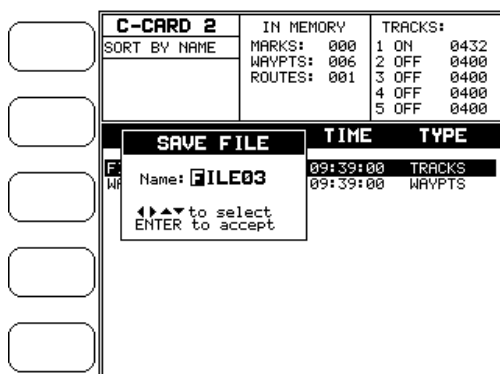 C-CARD 2
SORT BY NAME
IN MEMORY
MARKS: 000
WAYPTS: 006
ROUTES: 001
TRACKS:
1 ON 0432
2 OFF 0400
3 OFF 0400
4 OFF 0400
5 OFF 0400
TIME TYPE
09:39:00 TRACKS
09:39:00 WAYPTS
SAVE FILE
Name: FILE03
◀▶▲▼ to select
ENTER to accept